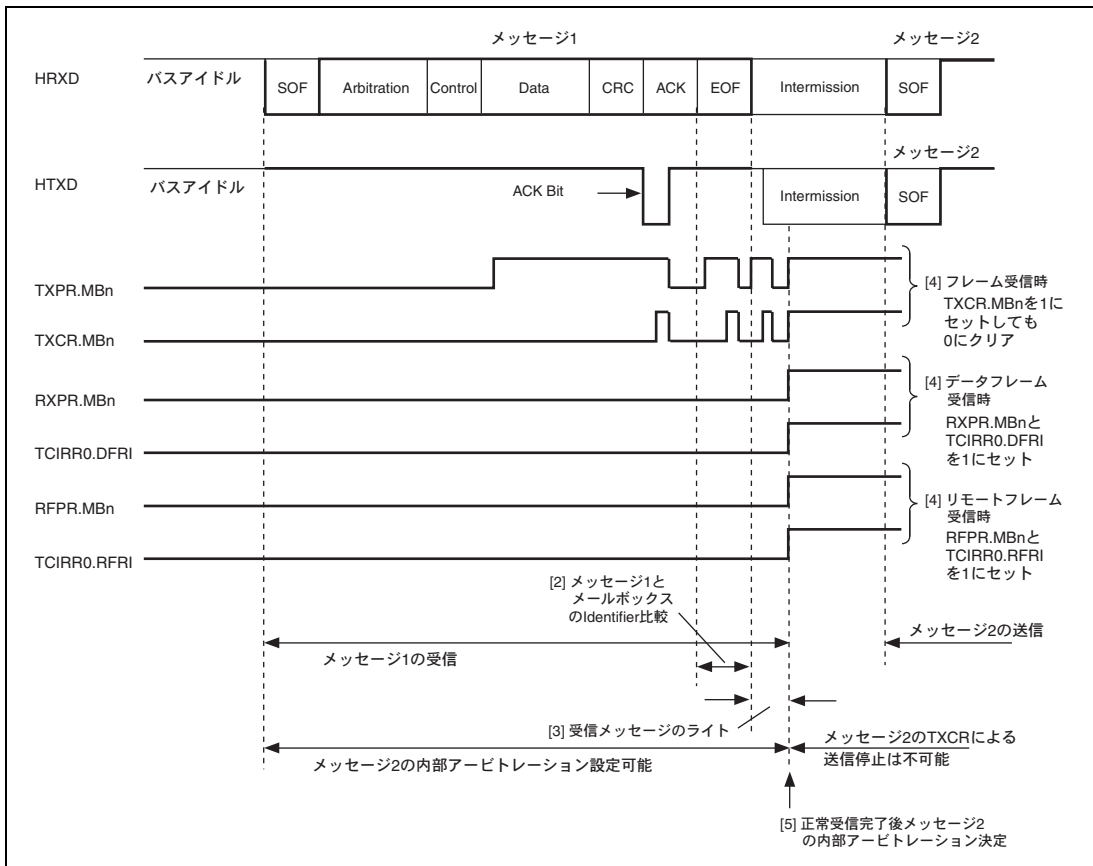 メッセージ1
メッセージ2
HRXD
バスアイドル
SOF
Arbitration
Control
Data
CRC
ACK
EOF
Intermission
SOF
メッセージ2
HTXD
バスアイドル
ACK Bit
Intermission
SOF
TXPR.MBn
TXCR.MBn
[4] フレーム受信時
TXCR.MBnを1に
セットしても
0にクリア
RXPR.MBn
TCIRR0.DFRI
[4] データフレーム
受信時
RXPR.MBnと
TCIRR0.DFRI
を1にセット
RFPR.MBn
TCIRR0.RFRI
[4] リモートフレーム
受信時
RFPR.MBnと
TCIRR0.RFRI
を1にセット
[2] メッセージ1と
メールボックス
のIdentifier比較
メッセージ1の受信
メッセージ2の送信
[3] 受信メッセージのライト
メッセージ2の内部アービトレーション設定可能
メッセージ2のTXCRによる
送信停止は不可能
[5] 正常受信完了後メッセージ2
の内部アービトレーション決定